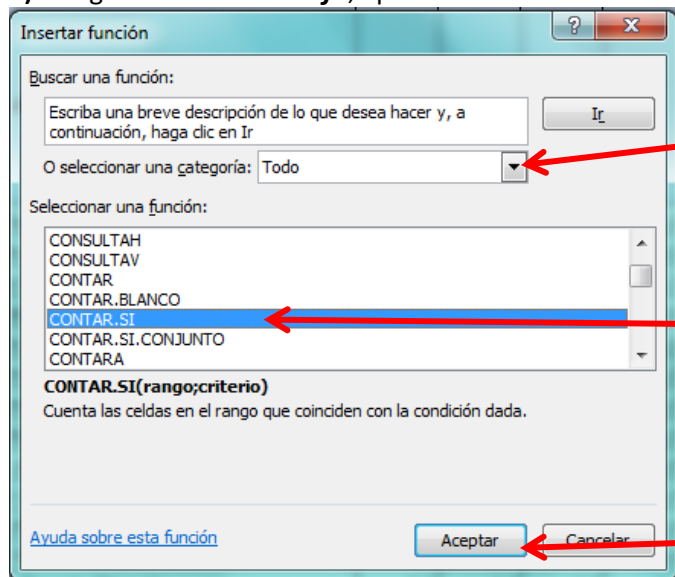 Insertar función
Buscar una función:
Escriba una breve descripción de lo que desea hacer y, a
continuación, haga clic en Ir
Ir
O seleccionar una categoría: Todo
Seleccionar una función:
CONSULTAH
CONSULTAV
CONTAR
CONTAR.BLANCO
CONTAR.SI
CONTAR.SI.CONJUNTO
CONTARA
CONTAR.SI(rango;criterio)
Cuenta las celdas en el rango que coinciden con la condición dada.
Ayuda sobre esta función
Aceptar
Cancelar